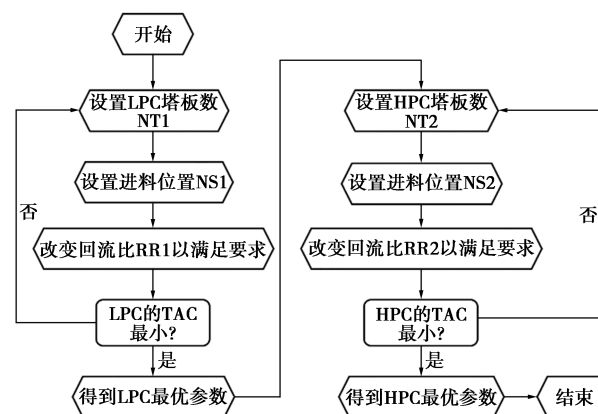 开始
设置LPC塔板数
NT1
设置进料位置NS1
否
改变回流比RR1以满足要求
LPC的TAC
最小?
是
得到LPC最优参数
设置HPC塔板数
NT2
设置进料位置NS2
否
改变回流比RR2以满足要求
HPC的TAC
最小?
是
得到HPC最优参数
结束